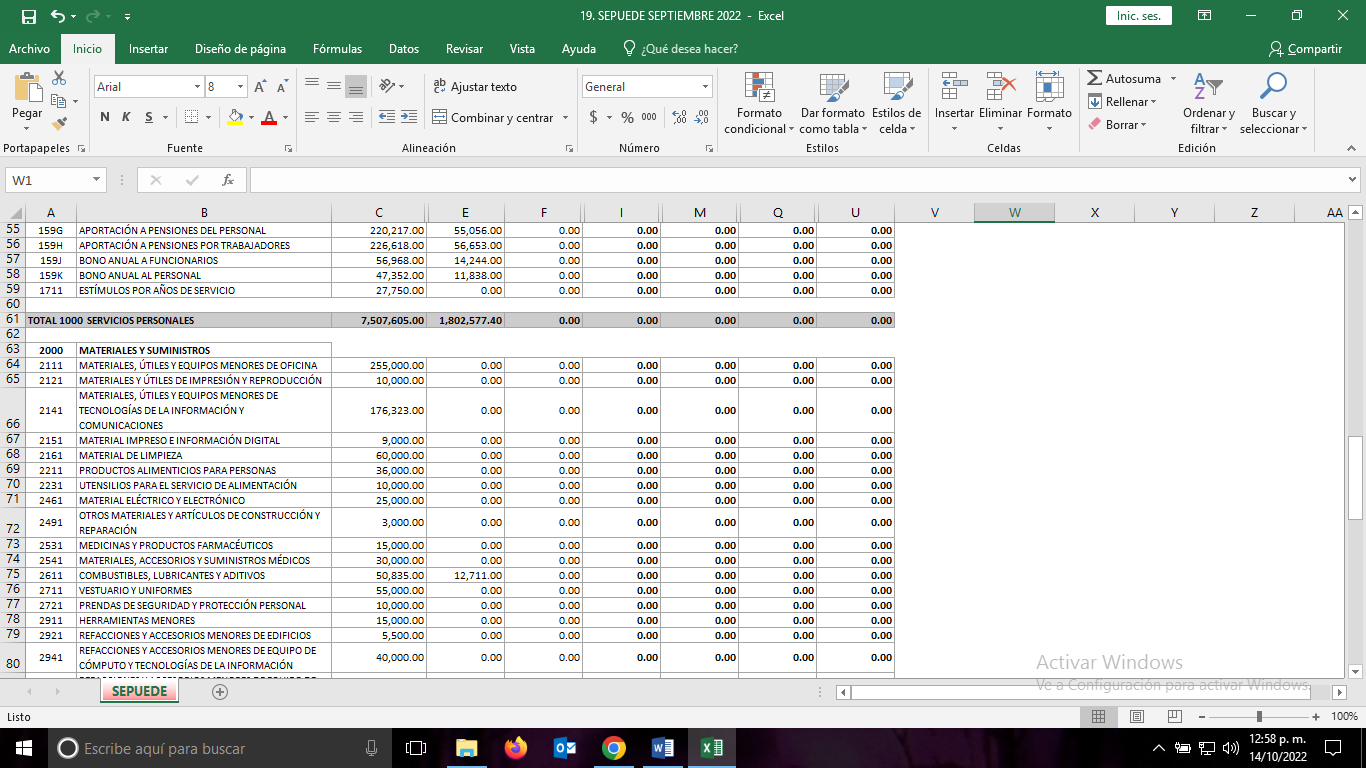 19. SEPUEDE SEPTIEMBRE 2022 - Excel
Inic. ses.
Archivo Inicio Insertar Diseño de página Fórmulas Datos Revisar Vista Ayuda ¿Qué desea hacer? Compartir
Pegar
Portapapeles
Arial 8 A A
N K S A
Fuente
ab Ajustar texto
Combinar y centrar
Alineación
General
$ % 000
Número
Formato condicional
Dar formato como tabla
Estilos de celda
Estilos
Insertar Eliminar Formato
Celdas
Autosuma
Rellenar
Borrar
Ordenar y filtrar
Buscar y seleccionar
Edición
W1 fx
A B C E F I M Q U V W X Y Z AA
55 159G APORTACIÓN A PENSIONES DEL PERSONAL 220,217.00 55,056.00 0.00 0.00 0.00 0.00 0.00
56 159H APORTACIÓN A PENSIONES POR TRABAJADORES 226,618.00 56,653.00 0.00 0.00 0.00 0.00 0.00
57 159J BONO ANUAL A FUNCIONARIOS 56,968.00 14,244.00 0.00 0.00 0.00 0.00 0.00
58 159K BONO ANUAL AL PERSONAL 47,352.00 11,838.00 0.00 0.00 0.00 0.00 0.00
59 1711 ESTÍMULOS POR AÑOS DE SERVICIO 27,750.00 0.00 0.00 0.00 0.00 0.00 0.00
60
61 TOTAL 1000 SERVICIOS PERSONALES 7,507,605.00 1,802,577.40 0.00 0.00 0.00 0.00 0.00
62
63 2000 MATERIALES Y SUMINISTROS
64 2111 MATERIALES, ÚTILES Y EQUIPOS MENORES DE OFICINA 255,000.00 0.00 0.00 0.00 0.00 0.00 0.00
65 2121 MATERIALES Y ÚTILES DE IMPRESIÓN Y REPRODUCCIÓN 10,000.00 0.00 0.00 0.00 0.00 0.00 0.00
MATERIALES, ÚTILES Y EQUIPOS MENORES DE
2141 TECNOLOGÍAS DE LA INFORMACIÓN Y 176,323.00 0.00 0.00 0.00 0.00 0.00 0.00
66 COMUNICACIONES
67 2151 MATERIAL IMPRESO E INFORMACIÓN DIGITAL 9,000.00 0.00 0.00 0.00 0.00 0.00 0.00
68 2161 MATERIAL DE LIMPIEZA 60,000.00 0.00 0.00 0.00 0.00 0.00 0.00
69 2211 PRODUCTOS ALIMENTICIOS PARA PERSONAS 36,000.00 0.00 0.00 0.00 0.00 0.00 0.00
70 2231 UTENSILIOS PARA EL SERVICIO DE ALIMENTACIÓN 10,000.00 0.00 0.00 0.00 0.00 0.00 0.00
71 2461 MATERIAL ELÉCTRICO Y ELECTRÓNICO 25,000.00 0.00 0.00 0.00 0.00 0.00 0.00
OTROS MATERIALES Y ARTÍCULOS DE CONSTRUCCIÓN Y
72 2491 REPARACIÓN 3,000.00 0.00 0.00 0.00 0.00 0.00 0.00
73 2531 MEDICINAS Y PRODUCTOS FARMACÉUTICOS 15,000.00 0.00 0.00 0.00 0.00 0.00 0.00
74 2541 MATERIALES, ACCESORIOS Y SUMINISTROS MÉDICOS 30,000.00 0.00 0.00 0.00 0.00 0.00 0.00
75 2611 COMBUSTIBLES, LUBRICANTES Y ADITIVOS 50,835.00 12,711.00 0.00 0.00 0.00 0.00 0.00
76 2711 VESTUARIO Y UNIFORMES 55,000.00 0.00 0.00 0.00 0.00 0.00 0.00
77 2721 PRENDAS DE SEGURIDAD Y PROTECCIÓN PERSONAL 10,000.00 0.00 0.00 0.00 0.00 0.00 0.00
78 2911 HERRAMIENTAS MENORES 15,000.00 0.00 0.00 0.00 0.00 0.00 0.00
79 2921 REFACCIONES Y ACCESORIOS MENORES DE EDIFICIOS 5,500.00 0.00 0.00 0.00 0.00 0.00 0.00
REFACCIONES Y ACCESORIOS MENORES DE EQUIPO DE
80 2941 CÓMPUTO Y TECNOLOGÍAS DE LA INFORMACIÓN 40,000.00 0.00 0.00 0.00 0.00 0.00 0.00
Activar Windows
Ve a Configuración para activar Windows.
SEPUEDE
Listo 100%
Escribe aquí para buscar
12:58 p. m.
14/10/2022